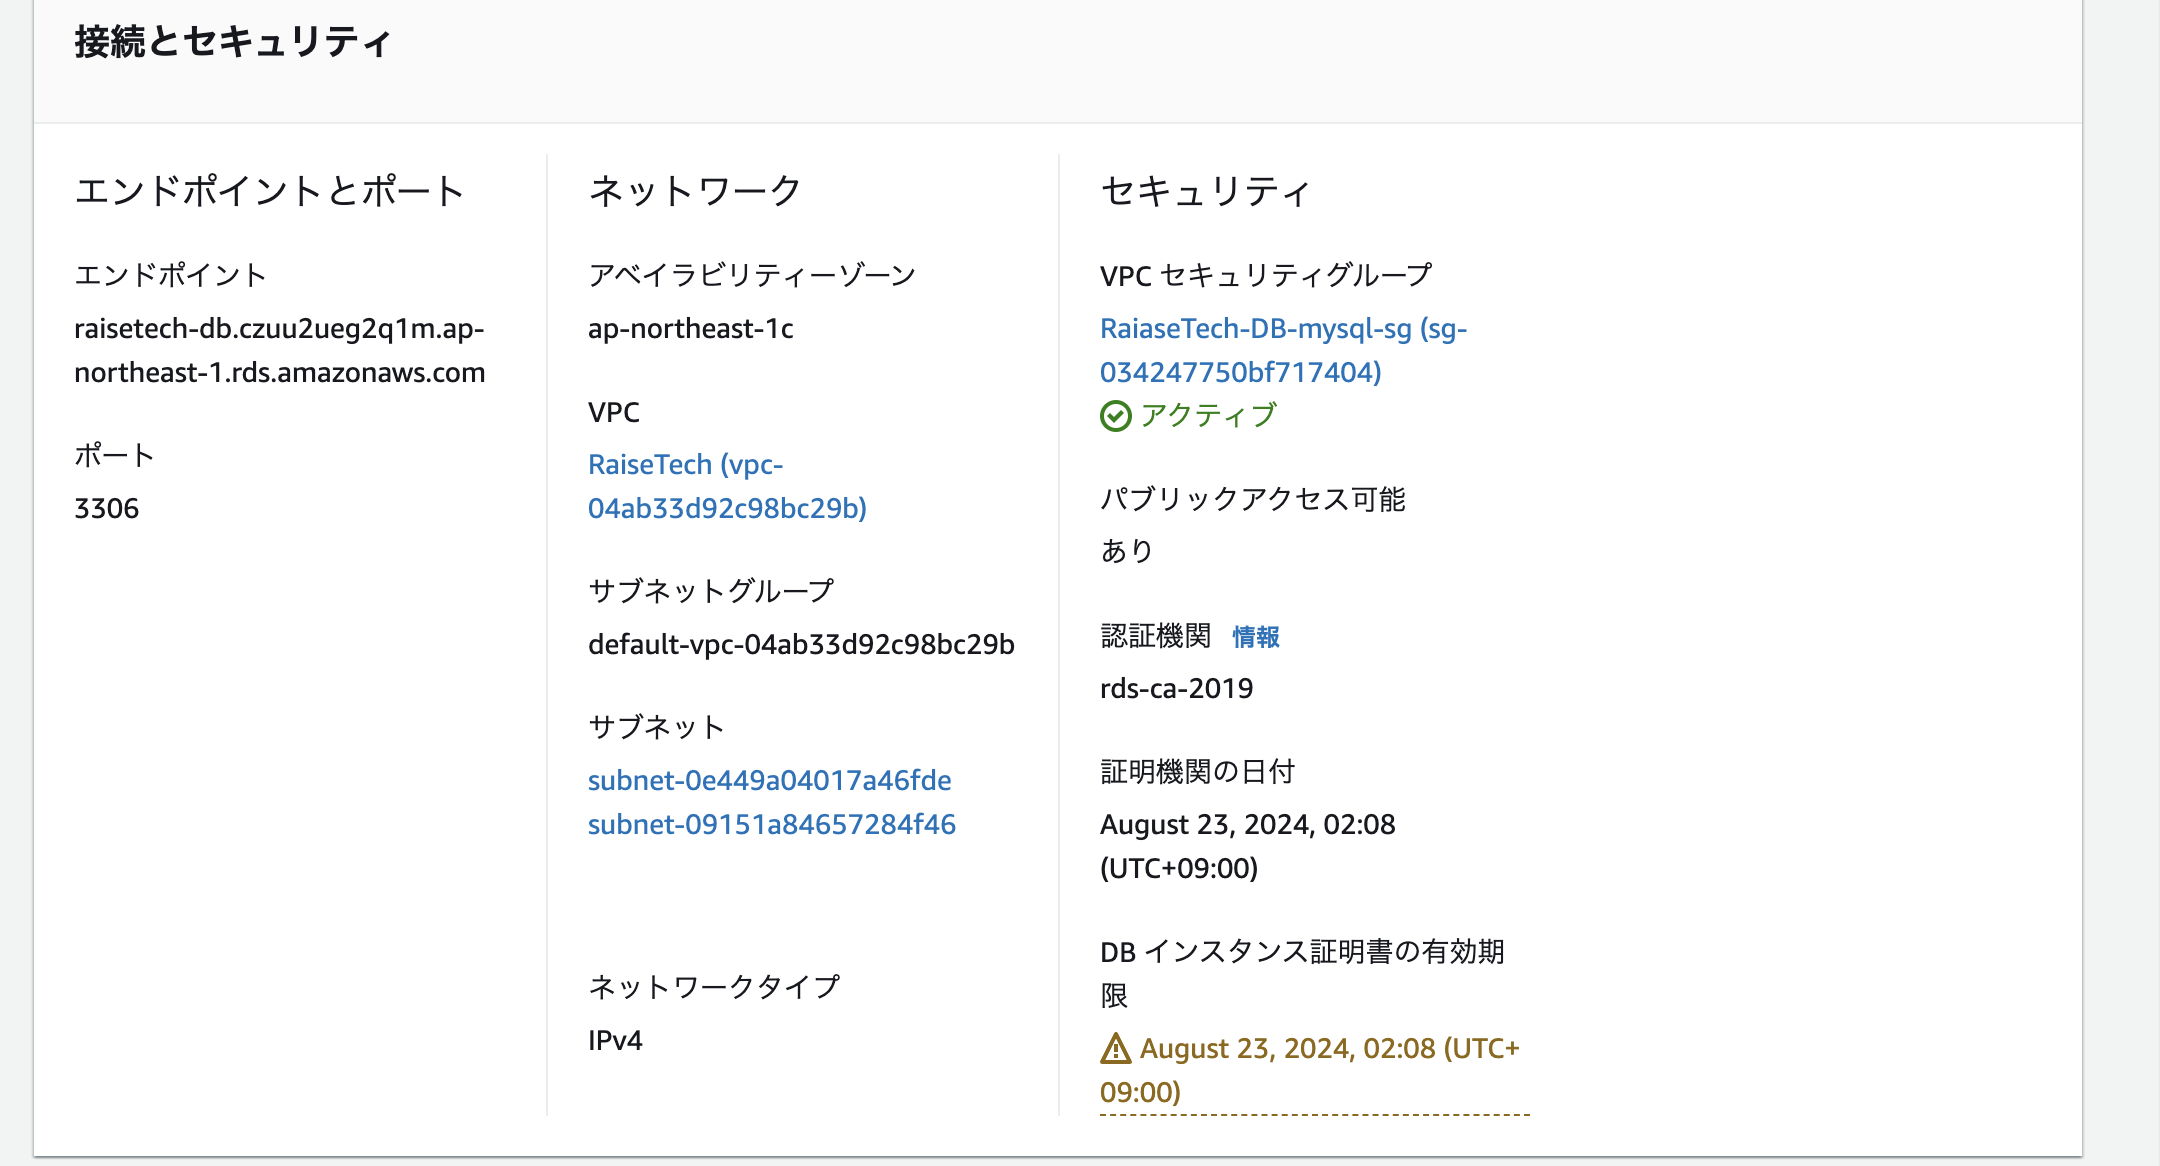 接続とセキュリティ
エンドポイントとポート
エンドポイント
raisetech-db.czuu2ueg2q1m.ap-
northeast-1.rds.amazonaws.com
ポート
3306
ネットワーク
アベイラビリティーゾーン
ap-northeast-1c
VPC
RaiseTech (vpc-
04ab33d92c98bc29b)
サブネットグループ
default-vpc-04ab33d92c98bc29b
サブネット
subnet-0e449a04017a46fde
subnet-09151a84657284f46
ネットワークタイプ
IPv4
セキュリティ
VPC セキュリティグループ
RaiaseTech-DB-mysql-sg (sg-
034247750bf717404)
アクティブ
パブリックアクセス可能
あり
認証機関 情報
rds-ca-2019
証明機関の日付
August 23, 2024, 02:08
(UTC+09:00)
DB インスタンス証明書の有効期
限
August 23, 2024, 02:08 (UTC+
09:00)